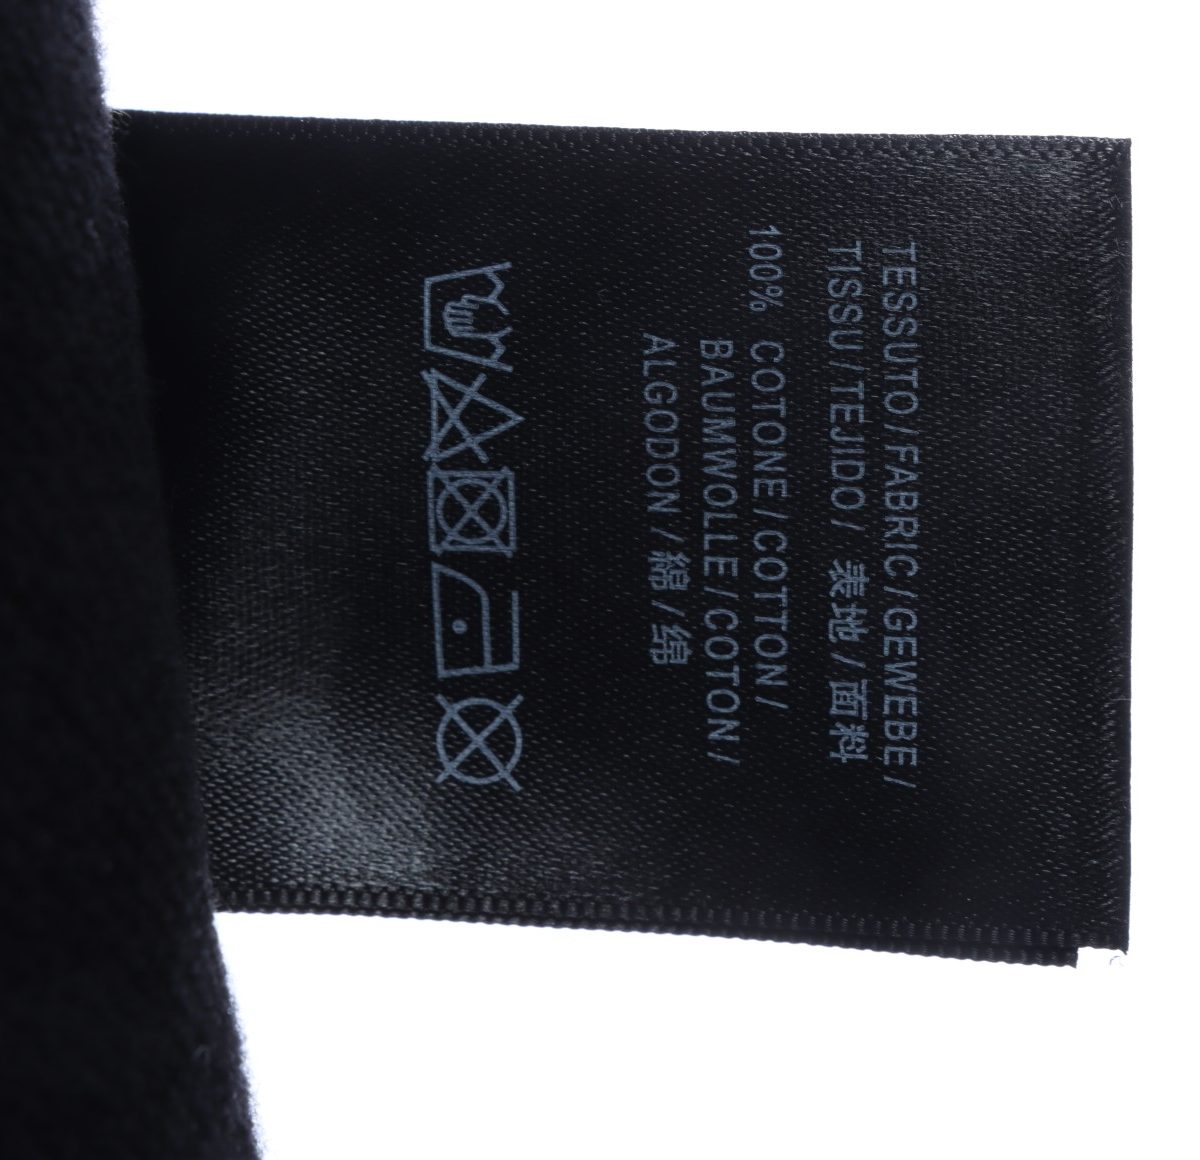 TESSUTO / FABRIC / GEWEBE /
TISSU / TEJIDO / 表地 / 面料
100% COTONE / COTTON /
BAUMWOLLE / COTON /
ALGODON / 綿 / 绵